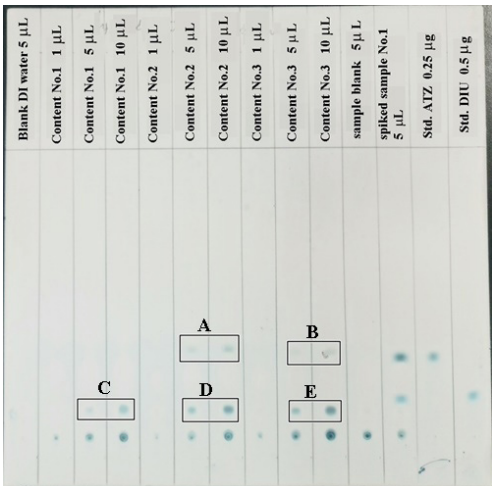 Blank DI water 5 μL
Content No.1 1 μL
Content No.1 5 μL
Content No.1 10 μL
Content No.2 1 μL
Content No.2 5 μL
Content No.2 10 μL
Content No.3 1 μL
Content No.3 5 μL
Content No.3 10 μL
sample blank 5 μL
spiked sample No.1
5 μL
Std. ATZ 0.25 μg
Std. DIU 0.5 μg
A
B
C
D
E